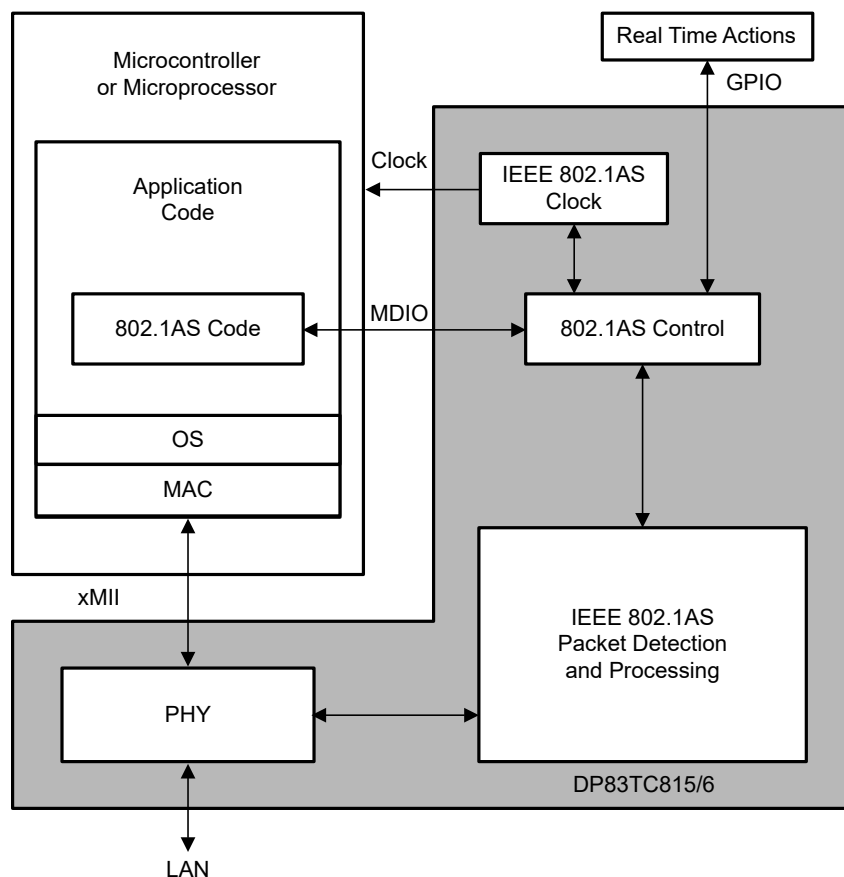 Real Time Actions
GPIO
Microcontroller
or Microprocessor
Application
Code
Clock
IEEE 802.1AS
Clock
802.1AS Code
MDIO
802.1AS Control
OS
MAC
xMII
IEEE 802.1AS
Packet Detection
and Processing
PHY
DP83TC815/6
LAN